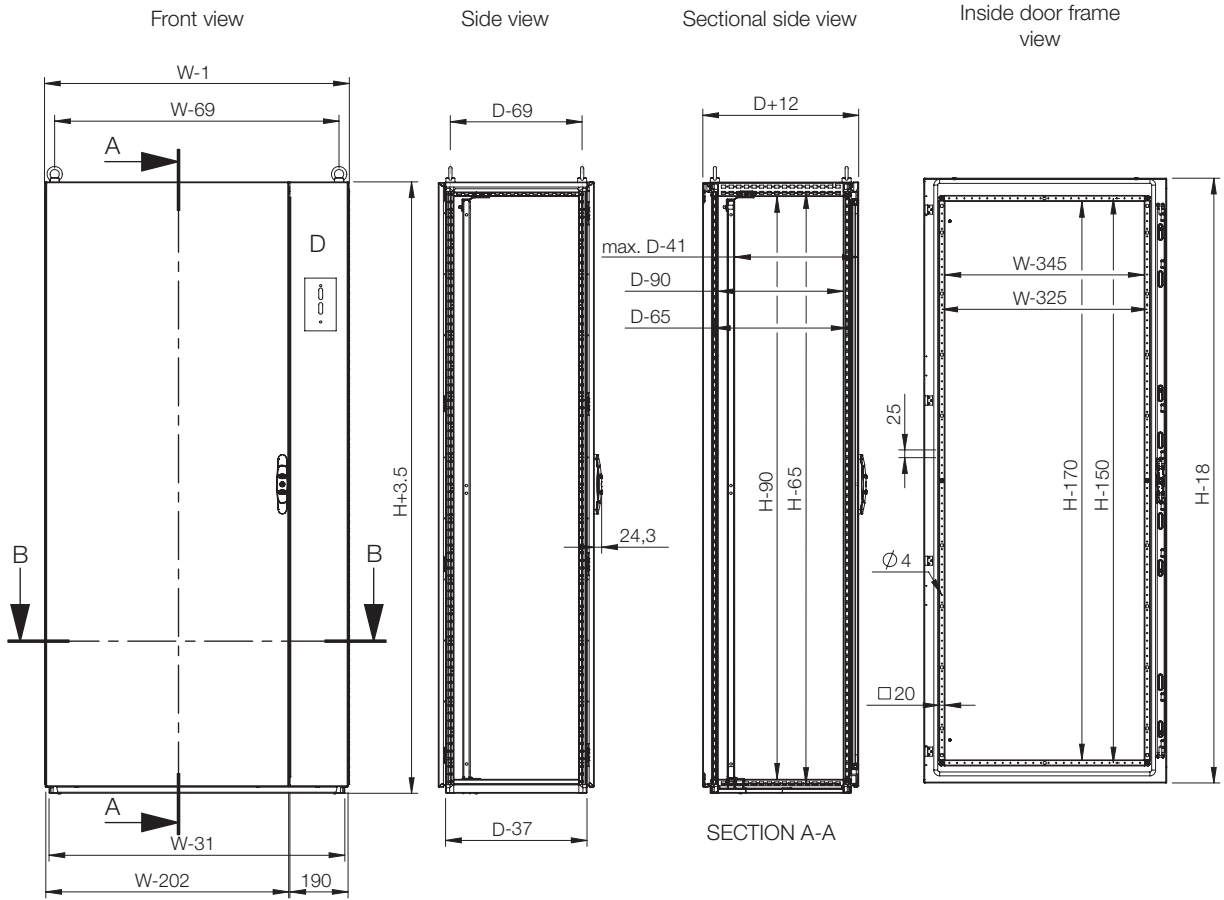 Front view
Side view
Sectional side view
Inside door frame
view
W-1
W-69
D-69
D+12
A
D
max. D-41
D-90
D-65
W-345
W-325
25
H+3.5
H-90
H-65
H-170
H-150
H-18
24,3
Ø 4
B
B
□ 20
A
D-37
SECTION A-A
W-31
W-202
190